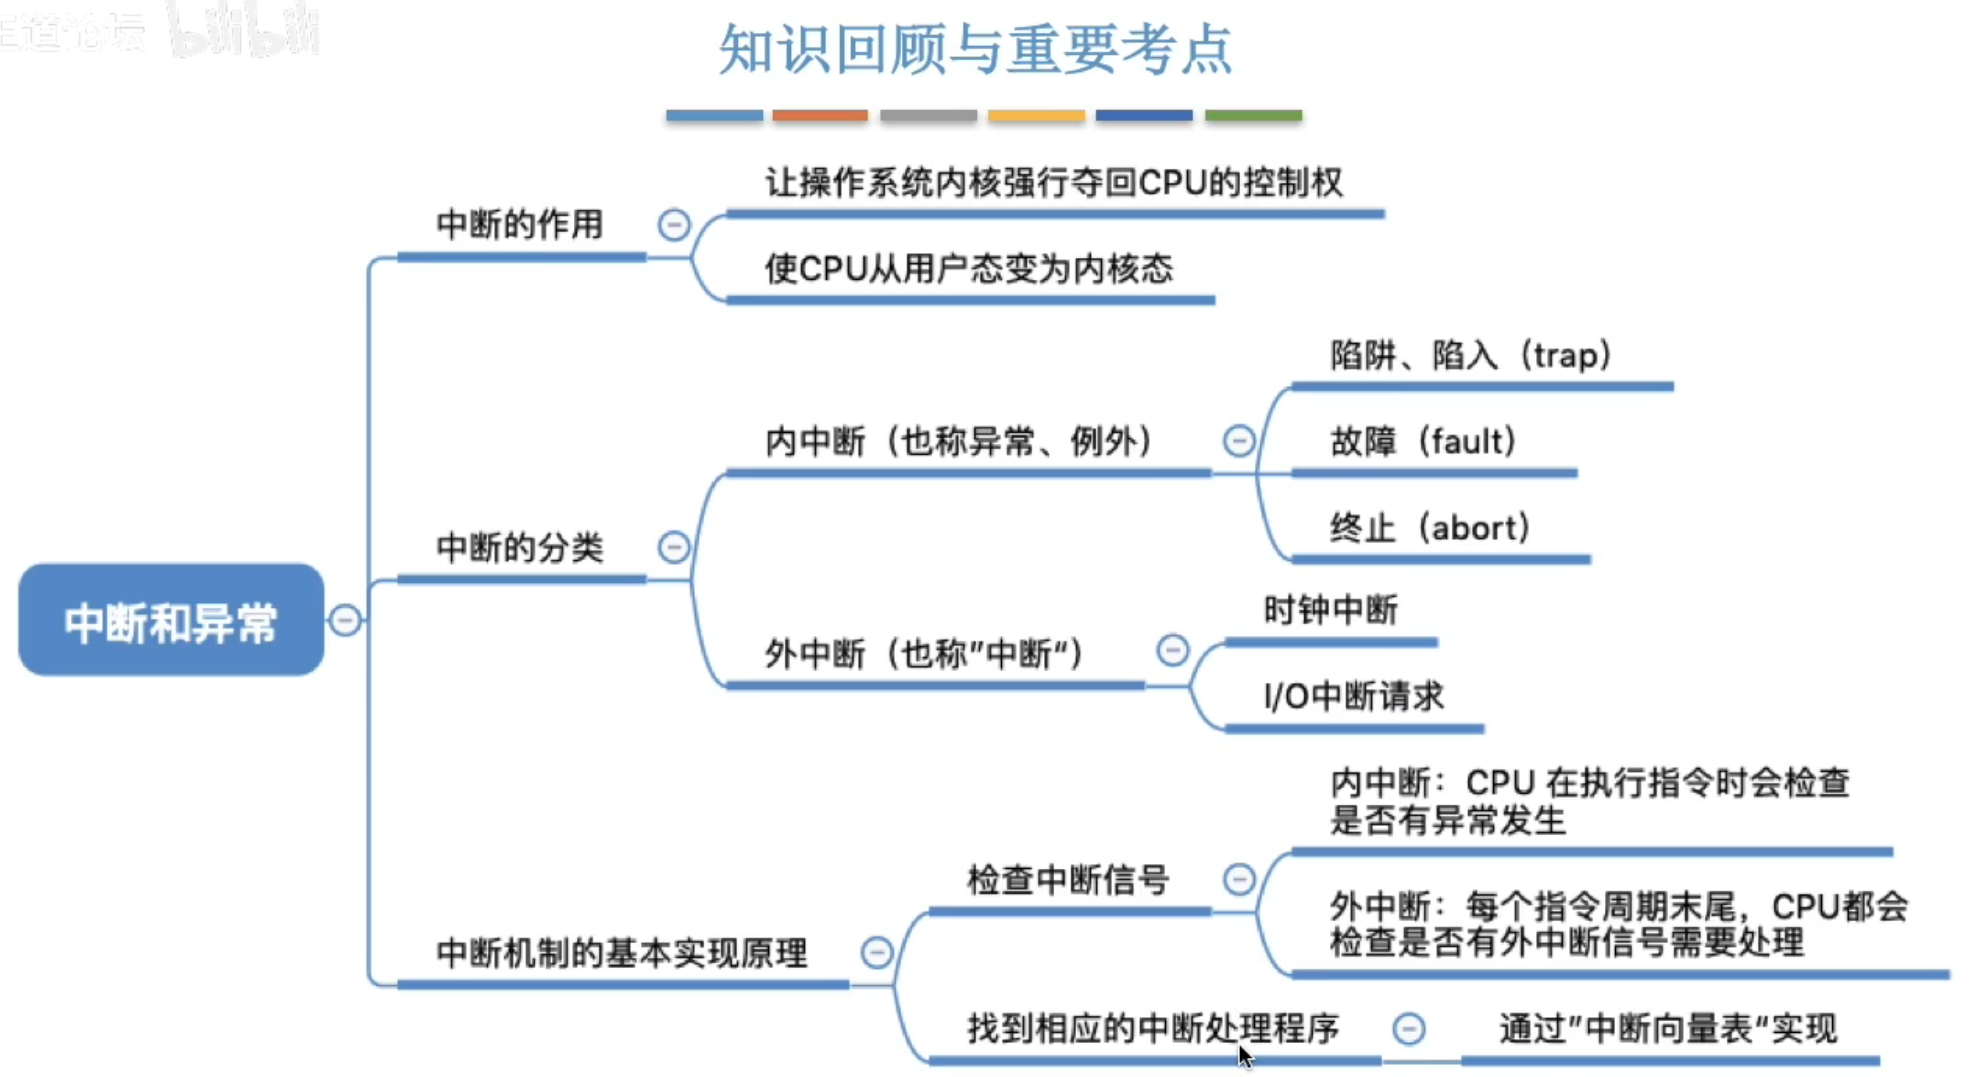 王道论坛 bilibili
知识回顾与重要考点
让操作系统内核强行夺回CPU的控制权
中断的作用
使CPU从用户态变为内核态
陷阱、陷入（trap）
内中断（也称异常、例外）
故障（fault）
终止（abort）
中断的分类
时钟中断
外中断（也称”中断“）
I/O中断请求
中断和异常
内中断：CPU 在执行指令时会检查
是否有异常发生
检查中断信号
外中断：每个指令周期末尾，CPU都会
检查是否有外中断信号需要处理
中断机制的基本实现原理
找到相应的中断处理程序
通过”中断向量表“实现